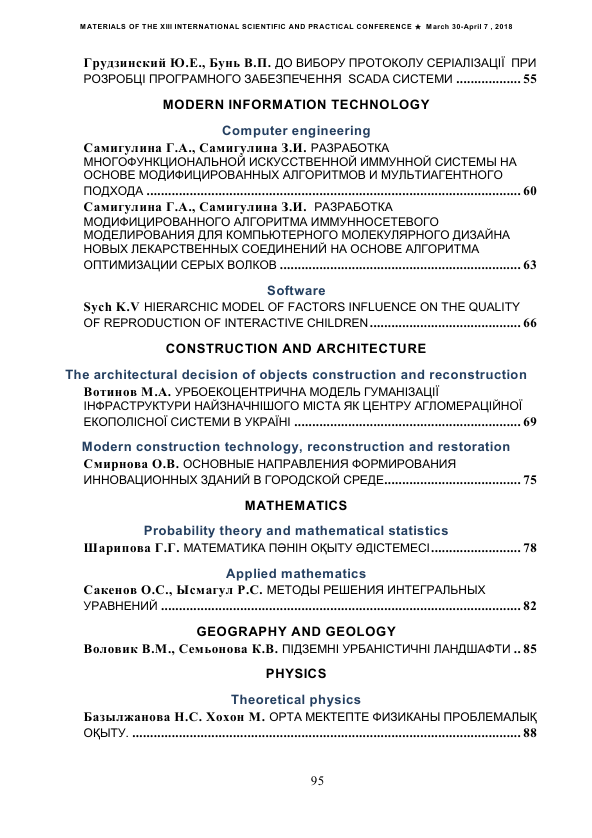 MATERIALS OF THE XIII INTERNATIONAL SCIENTIFIC AND PRACTICAL CONFERENCE ★ March 30-April 7 , 2018
Грудзинский Ю.Е., Бунь В.П. ДО ВИБОРУ ПРОТОКОЛУ СЕРІАЛІЗАЦІЇ ПРИ
РОЗРОБЦІ ПРОГРАМНОГО ЗАБЕЗПЕЧЕННЯ SCADA СИСТЕМИ .................. 55
MODERN INFORMATION TECHNOLOGY
Computer engineering
Самигулина Г.А., Самигулина З.И. РАЗРАБОТКА
МНОГОФУНКЦИОНАЛЬНОЙ ИСКУССТВЕННОЙ ИММУННОЙ СИСТЕМЫ НА
ОСНОВЕ МОДИФИЦИРОВАННЫХ АЛГОРИТМОВ И МУЛЬТИАГЕНТНОГО
ПОДХОДА ........................................................................................................ 60
Самигулина Г.А., Самигулина З.И. РАЗРАБОТКА
МОДИФИЦИРОВАННОГО АЛГОРИТМА ИММУННОСЕТЕВОГО
МОДЕЛИРОВАНИЯ ДЛЯ КОМПЬЮТЕРНОГО МОЛЕКУЛЯРНОГО ДИЗАЙНА
НОВЫХ ЛЕКАРСТВЕННЫХ СОЕДИНЕНИЙ НА ОСНОВЕ АЛГОРИТМА
ОПТИМИЗАЦИИ СЕРЫХ ВОЛКОВ ................................................................... 63
Software
Sych K.V HIERARCHIC MODEL OF FACTORS INFLUENCE ON THE QUALITY
OF REPRODUCTION OF INTERACTIVE CHILDREN.......................................... 66
CONSTRUCTION AND ARCHITECTURE
The architectural decision of objects construction and reconstruction
Вотинов М.А. УРБОЕКОЦЕНТРИЧНА МОДЕЛЬ ГУМАНІЗАЦІЇ
ІНФРАСТРУКТУРИ НАЙЗНАЧНІШОГО МІСТА ЯК ЦЕНТРУ АГЛОМЕРАЦІЙНОЇ
ЕКОПОЛІСНОЇ СИСТЕМИ В УКРАЇНІ ............................................................... 69
Modern construction technology, reconstruction and restoration
Смирнова О.В. ОСНОВНЫЕ НАПРАВЛЕНИЯ ФОРМИРОВАНИЯ
ИННОВАЦИОННЫХ ЗДАНИЙ В ГОРОДСКОЙ СРЕДЕ...................................... 75
MATHEMATICS
Probability theory and mathematical statistics
Шарипова Г.Г. МАТЕМАТИКА ПӘНІН ОҚЫТУ ӘДІСТЕМЕСІ......................... 78
Applied mathematics
Сакенов О.С., Ысмагул Р.С. МЕТОДЫ РЕШЕНИЯ ИНТЕГРАЛЬНЫХ
УРАВНЕНИЙ .................................................................................................... 82
GEOGRAPHY AND GEOLOGY
Воловик В.М., Семьонова К.В. ПІДЗЕМНІ УРБАНІСТИЧНІ ЛАНДШАФТИ .. 85
PHYSICS
Theoretical physics
Базылжанова Н.С. Хохон М. ОРТА МЕКТЕПТЕ ФИЗИКАНЫ ПРОБЛЕМАЛЫҚ
ОҚЫТУ. ............................................................................................................ 88
95